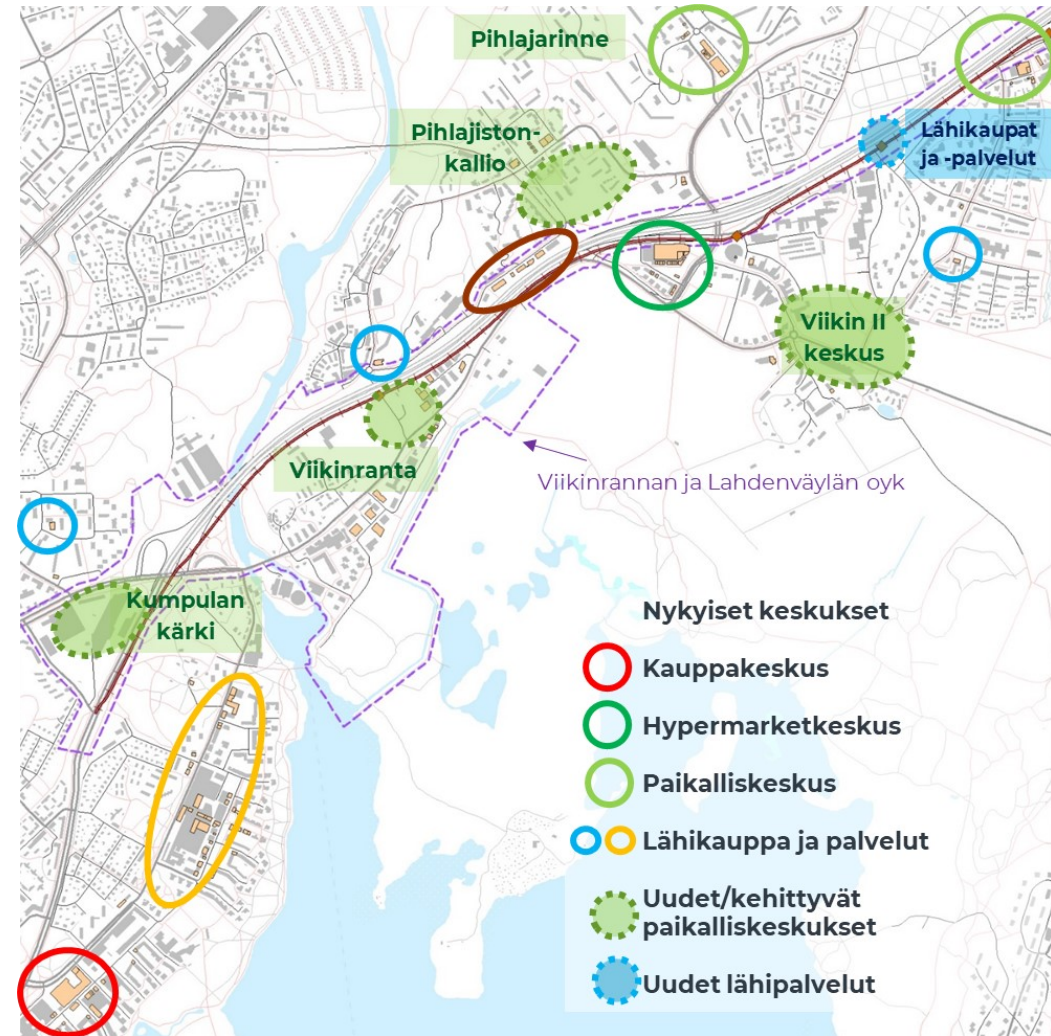 Pihlajarinne
Pihlajiston-
kallio
Lähikaupat
ja -palvelut
Viikin II
keskus
Viikinranta
Viikinrannan ja Lahdenväylän oyk
Kumpulan
kärki
Nykyiset keskukset
Kauppakeskus
Hypermarketkeskus
Paikalliskeskus
Lähikauppa ja palvelut
Uudet/kehittyvät
paikalliskeskukset
Uudet lähipalvelut